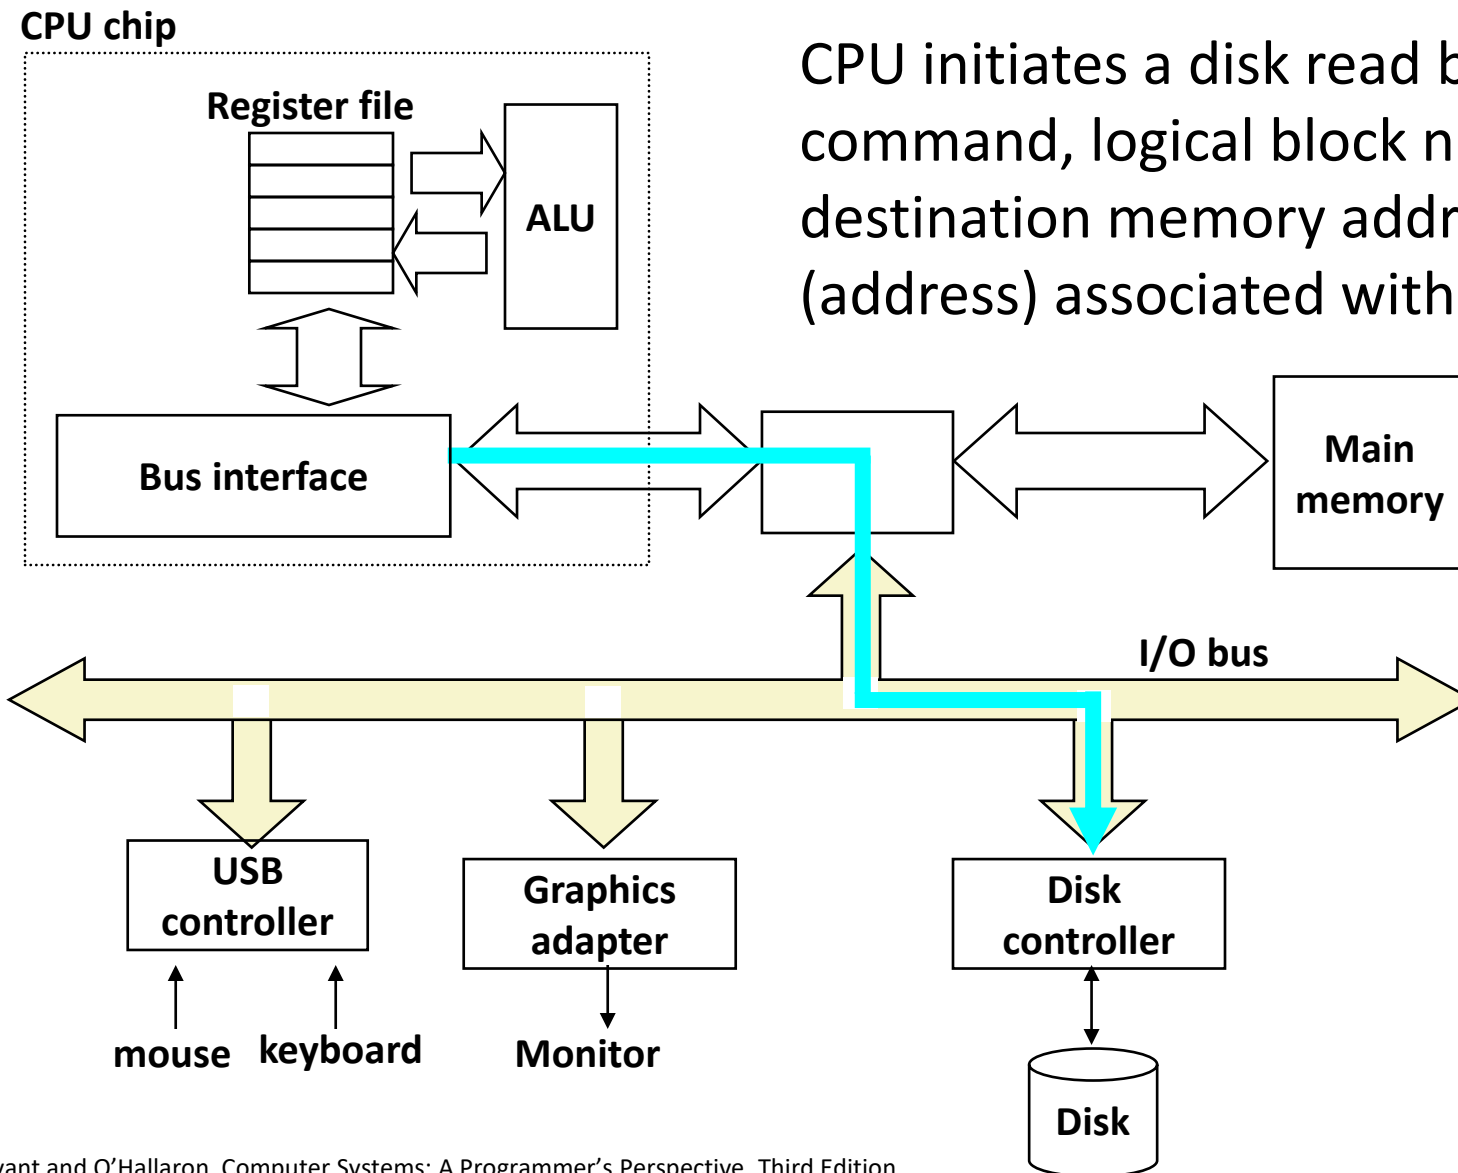 CPU chip
CPU initiates a disk read
command, logical block
destination memory
(address) associated with
Register file
ALU
Bus interface
Main
memory
I/O bus
USB
controller
Graphics
adapter
Disk
controller
mouse
keyboard
Monitor
Disk
and O'Hallaron, Computer Systems: A Programmer's Perspective, Third Edition